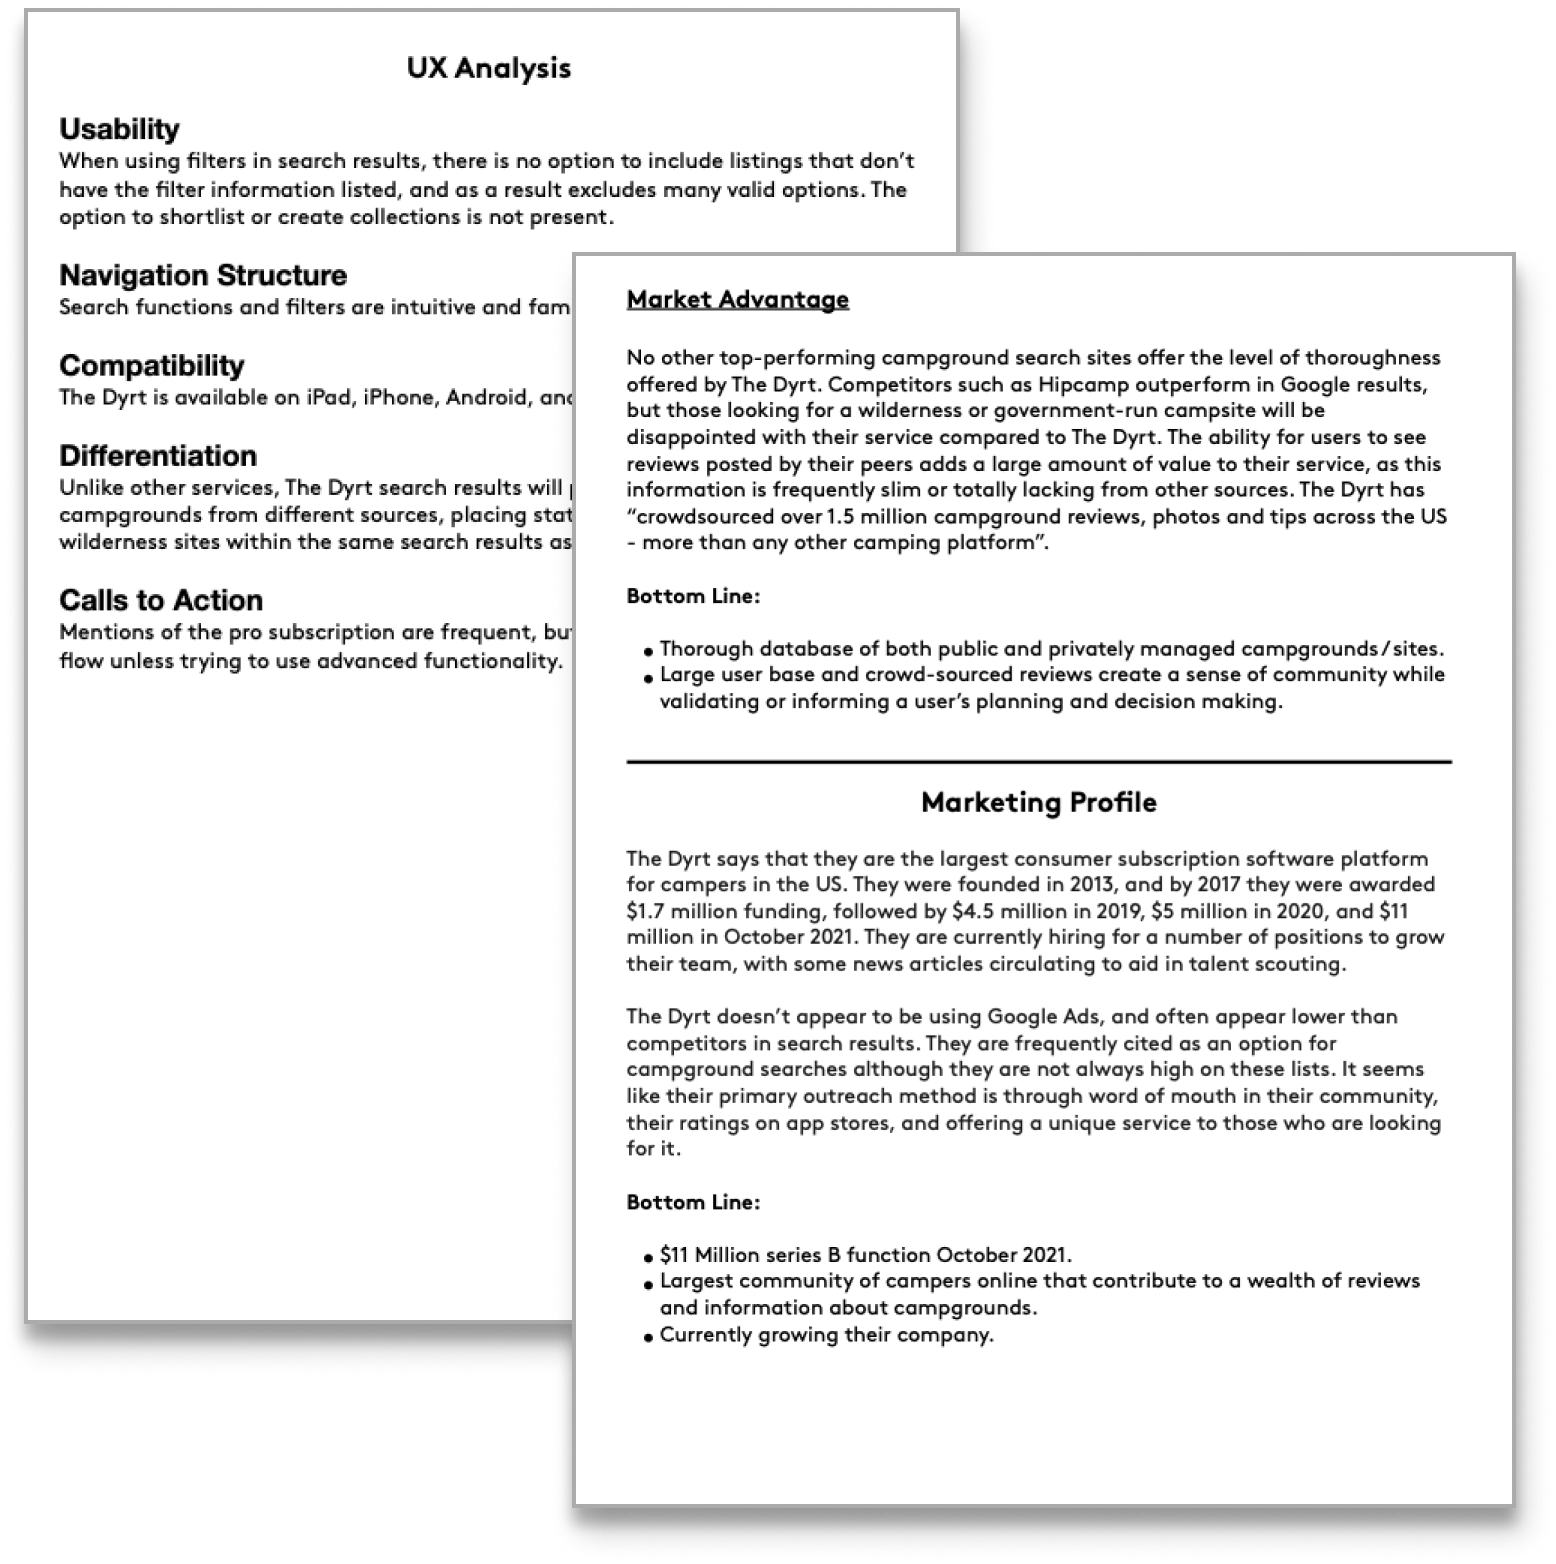 UX Analysis
Usability
When using filters in search results, there is no option to include listings that don’t
have the filter information listed, and as a result excludes many valid options. The
option to shortlist or create collections is not present.
Navigation Structure
Search functions and filters are intuitive and
Compatibility
The Dyrt is available on iPad, iPhone, Android,
Differentiation
Unlike other services, The Dyrt search results will
campgrounds from different sources, placing
wilderness sites within the same search results as
Calls to Action
Mentions of the pro subscription are frequent,
flow unless trying to use advanced functionality.
Market Advantage
No other top-performing campground search sites offer the level of thoroughness
offered by The Dyrt. Competitors such as Hipcamp outperform in Google results,
but those looking for a wilderness or government-run campsite will be
disappointed with their service compared to The Dyrt. The ability for users to see
reviews posted by their peers adds a large amount of value to their service, as this
information is frequently slim or totally lacking from other sources. The Dyrt has
“crowdsourced over 1.5 million campground reviews, photos and tips across the US
- more than any other camping platform”.
Bottom Line:
• Thorough database of both public and privately managed campgrounds/sites.
• Large user base and crowd-sourced reviews create a sense of community while
validating or informing a user’s planning and decision making.
Marketing Profile
The Dyrt says that they are the largest consumer subscription software platform
for campers in the US. They were founded in 2013, and by 2017 they were awarded
$1.7 million funding, followed by $4.5 million in 2019, $5 million in 2020, and $11
million in October 2021. They are currently hiring for a number of positions to grow
their team, with some news articles circulating to aid in talent scouting.
The Dyrt doesn’t appear to be using Google Ads, and often appear lower than
competitors in search results. They are frequently cited as an option for
campground searches although they are not always high on these lists. It seems
like their primary outreach method is through word of mouth in their community,
their ratings on app stores, and offering a unique service to those who are looking
for it.
Bottom Line:
• $11 Million series B function October 2021.
• Largest community of campers online that contribute to a wealth of reviews
and information about campgrounds.
• Currently growing their company.